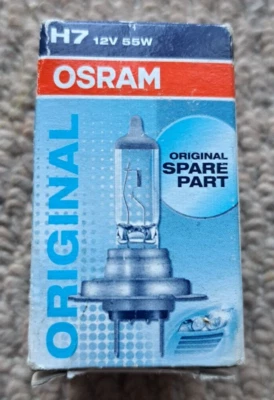 H7 12V 55W
OSRAM
ORIGINAL
SPARE
PART
ORIGINAL